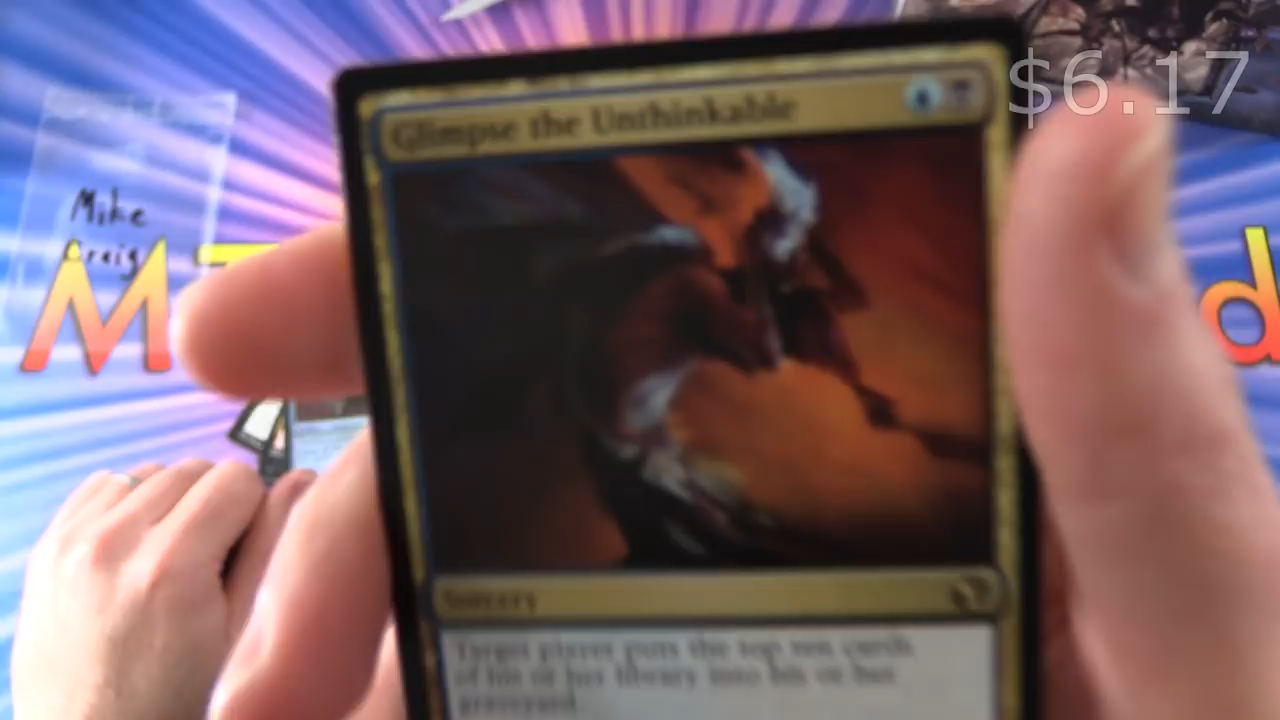 $6.17
Glimpse the Unthinkable
Mike
Craig
M
d
Sorcery
Target player puts the top ten cards
of his or her library into his or her
graveyard.